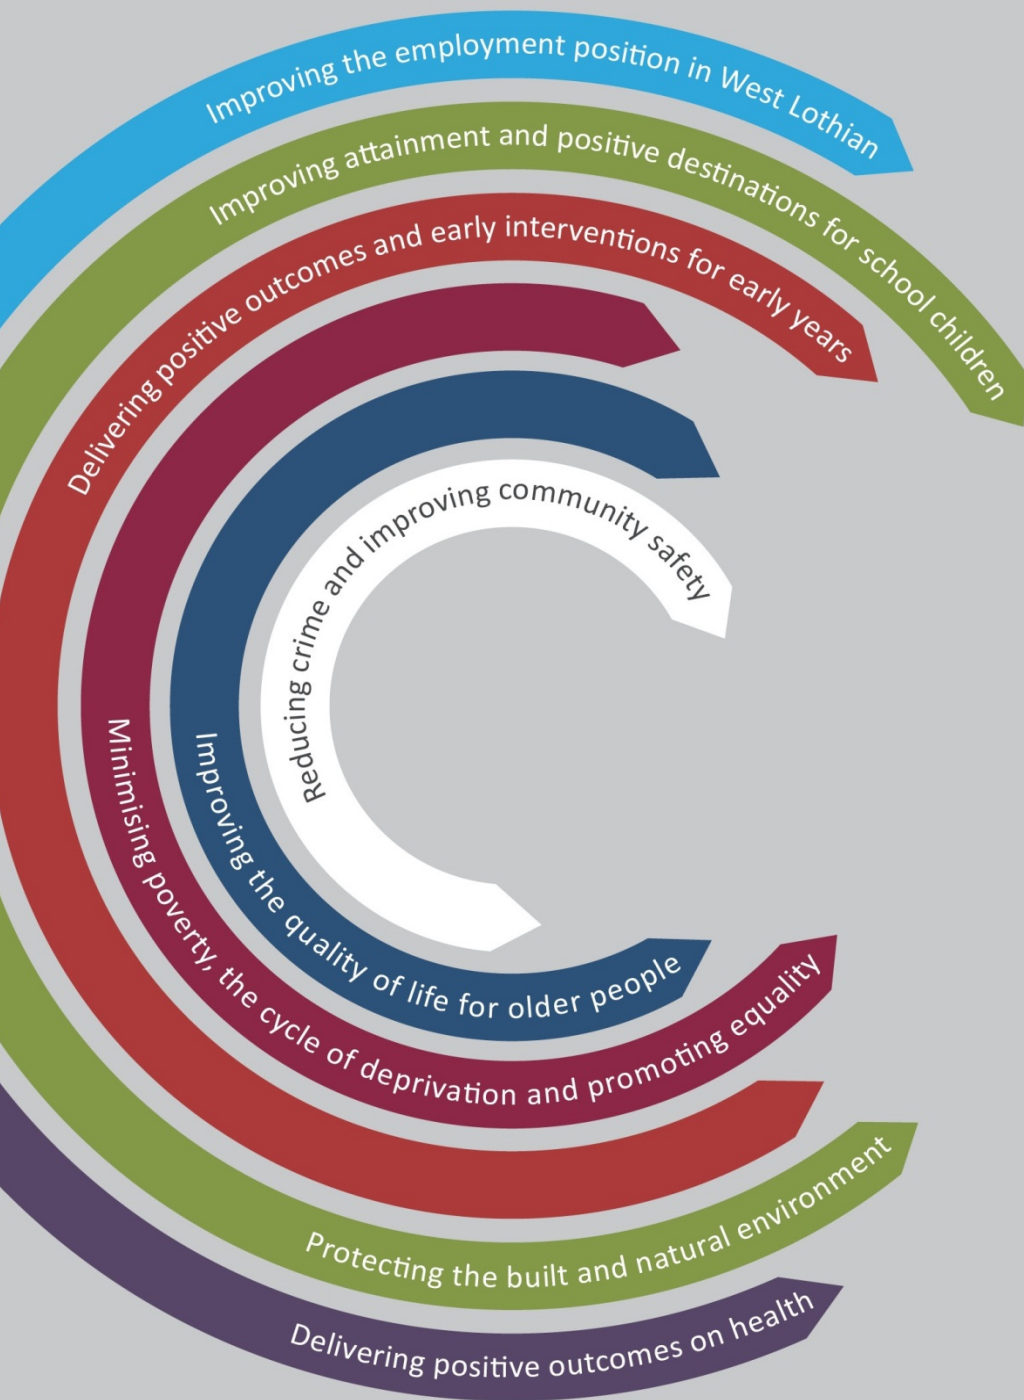 Improving the employment position in West Lothian
Improving attainment and positive destinations for school children
Delivering positive outcomes and early interventions for early years
Reducing crime and improving community safety
Improving the quality of life for older people
Minimising poverty, the cycle of deprivation and promoting equality
Protecting the built and natural environment
Delivering positive outcomes on health